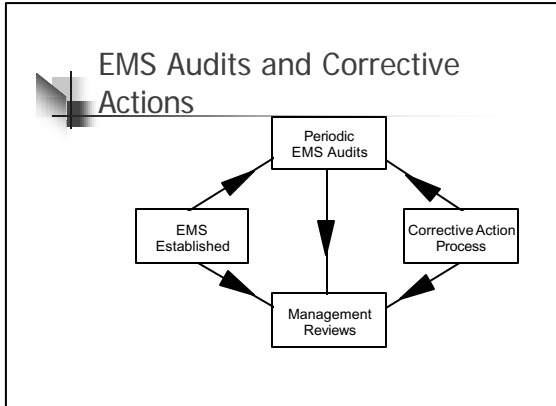 EMS Audits and Corrective
Actions
Periodic
EMS Audits
EMS
Established
Corrective Action
Process
Management
Reviews